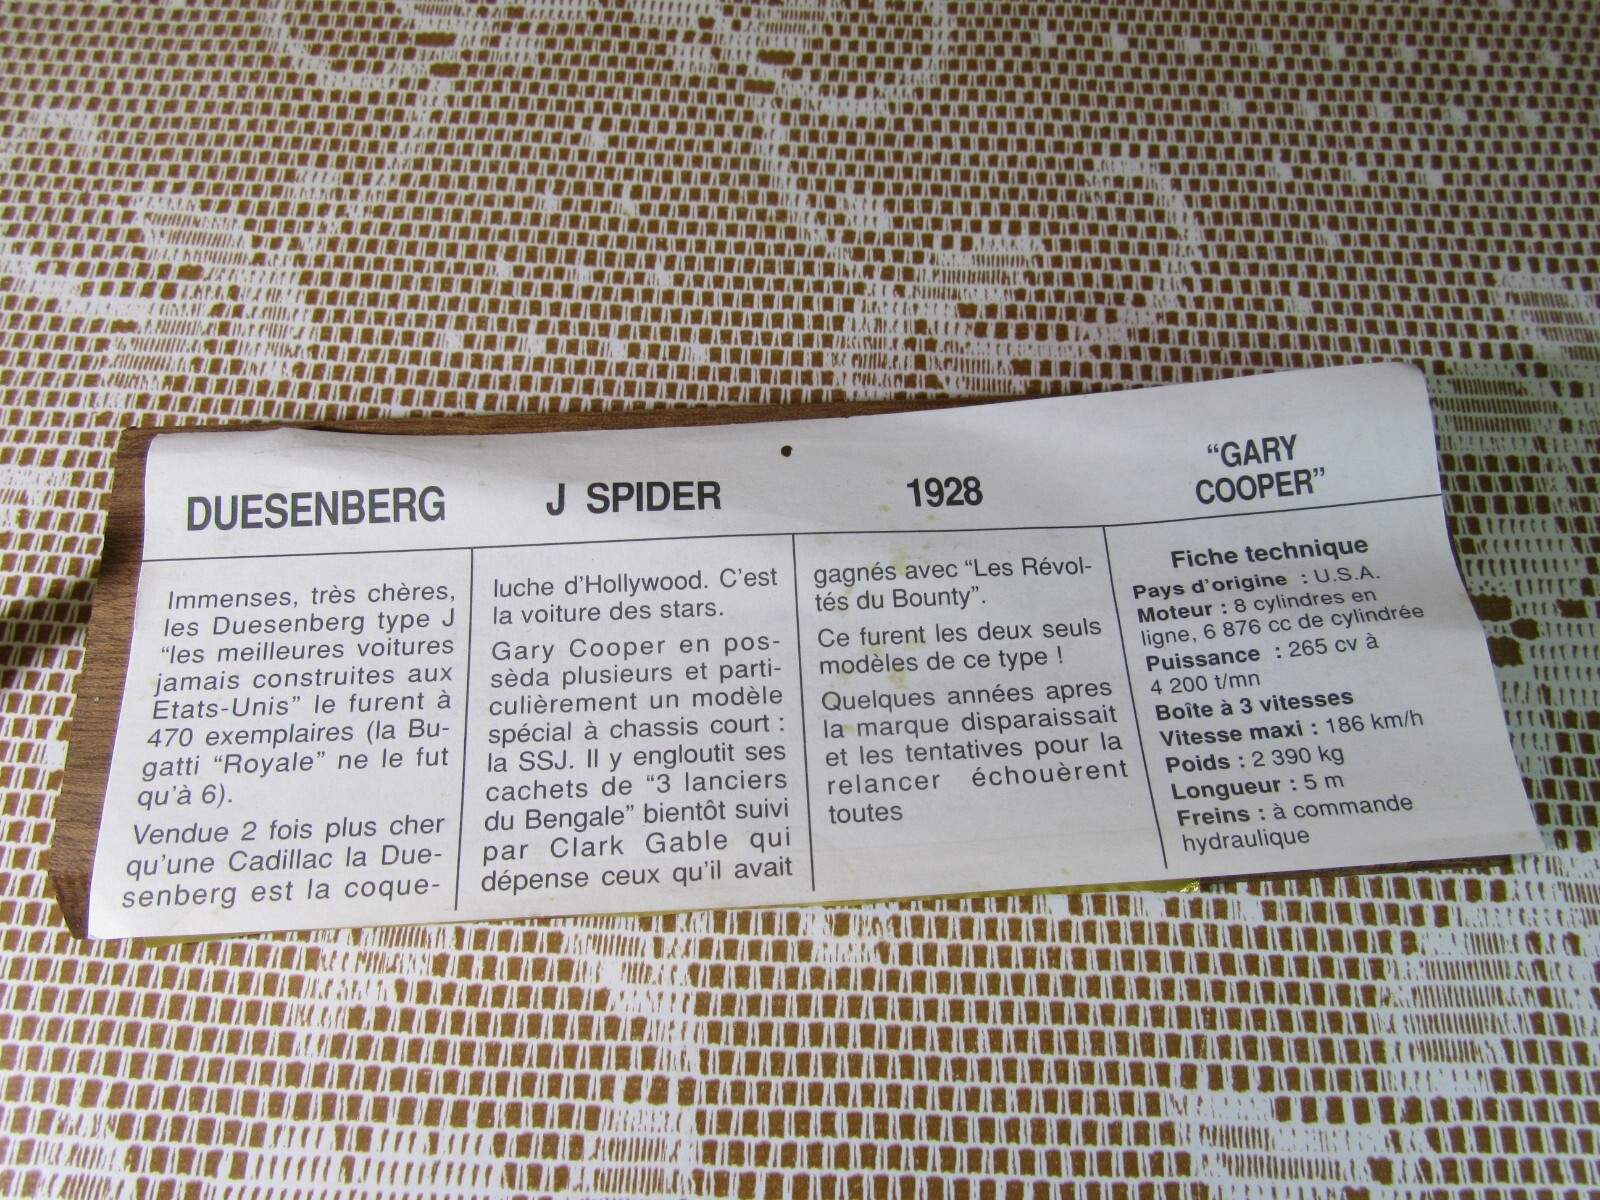 DUESENBERG J SPIDER 1928 “GARY
COOPER”
Immenses, très chères,
les Duesenberg type J
“les meilleures voitures
jamais construites aux
Etats-Unis” le furent à
470 exemplaires (la Bu-
gatti “Royale” ne le fut
qu'à 6).
Vendue 2 fois plus cher
qu'une Cadillac la Due-
senberg est la coque-
luche d'Hollywood. C'est
la voiture des stars.
Gary Cooper en pos-
sèda plusieurs et parti-
culièrement un modèle
spécial à chassis court :
la SSJ. Il y engloutit ses
cachets de “3 lanciers
du Bengale” bientôt suivi
par Clark Gable qui
dépense ceux qu'il avait
gagnés avec “Les Révol-
tés du Bounty”.
Ce furent les deux seuls
modèles de ce type !
Quelques années apres
la marque disparaissait
et les tentatives pour la
relancer échouèrent
toutes
Fiche technique
Pays d'origine : U.S.A.
Moteur : 8 cylindres en
ligne, 6 876 cc de cylindrée
Puissance : 265 cv à
4 200 t/mn
Boîte à 3 vitesses
Vitesse maxi : 186 km/h
Poids : 2 390 kg
Longueur : 5 m
Freins : à commande
hydraulique